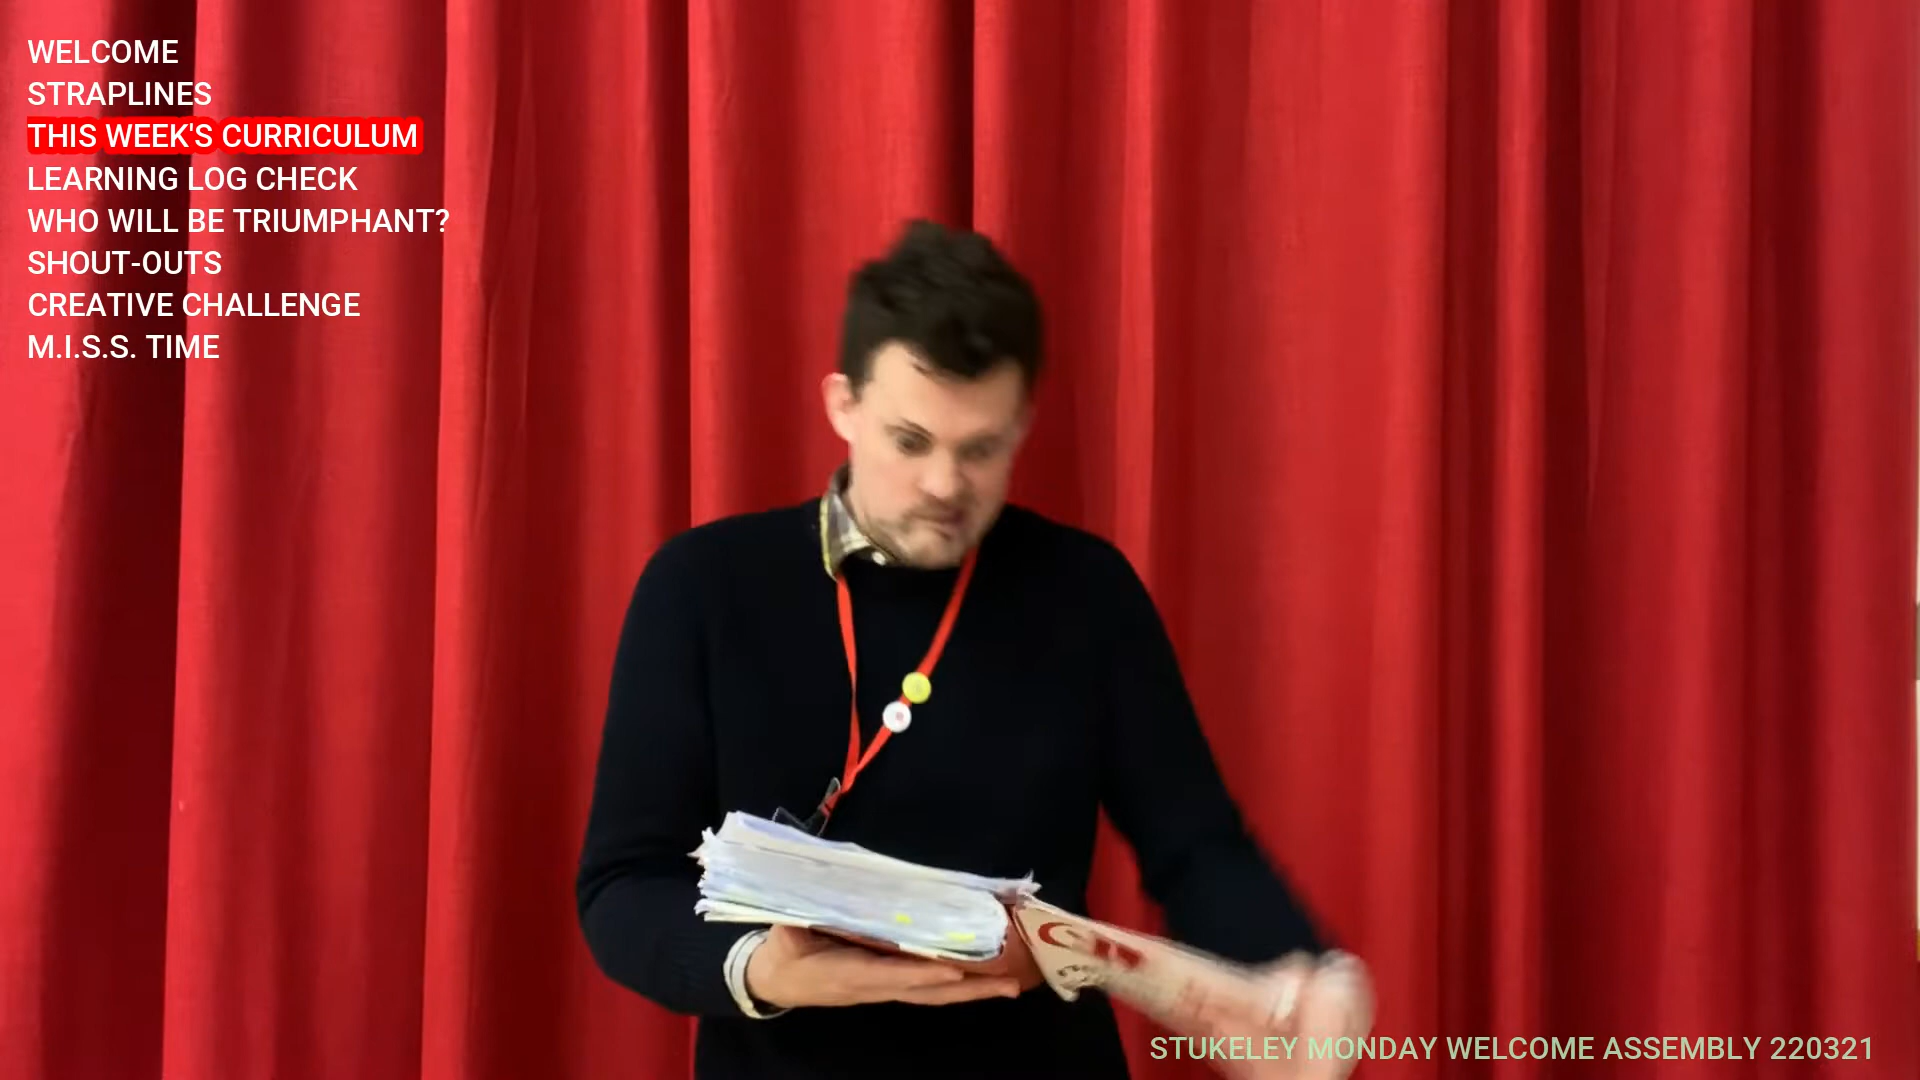 WELCOME
STRAPLINES
THIS WEEK'S CURRICULUM
LEARNING LOG CHECK
WHO WILL BE TRIUMPHANT?
SHOUT-OUTS
CREATIVE CHALLENGE
M.I.S.S. TIME
STUKELEY MONDAY WELCOME ASSEMBLY 220321